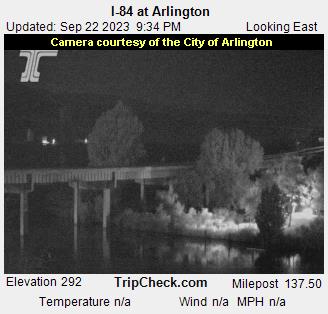 I-84 at Arlington
Updated: Sep 22 2023 9:34 PM Looking East
Camera courtesy of the City of Arlington
Elevation 292 TripCheck.com Milepost 137.50
Temperature n/a Wind n/a MPH n/a